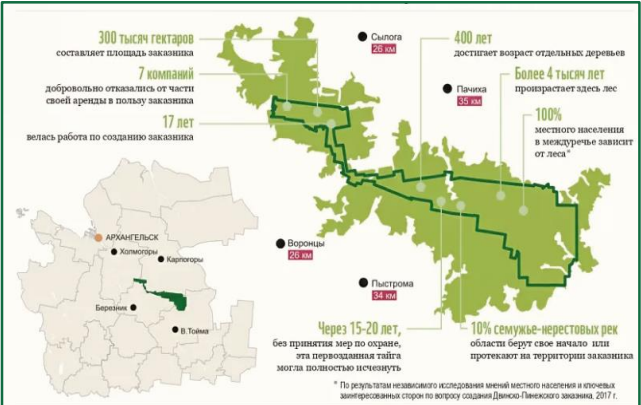 300 тысяч гектаров
составляет площадь заказника
7 компаний
добровольно отказались от части
своей аренды в пользу заказника
17 лет
велась работа по созданию заказника
Сылога
26 км
400 лет
достигает возраст отдельных деревьев
Пачиха
35 км
Более 4 тысяч лет
произрастает здесь лес
100%
местного населения
в междуречье зависит
от леса*
АРХАНГЕЛЬСК
Холмогоры
Карпогоры
Березник
В.Тойма
Воронцы
26 км
Пыстрома
34 км
Через 15-20 лет,
без принятия мер по охране,
эта первозданная тайга
могла полностью исчезнуть
10% семужье-нерестовых рек
области берут свое начало или
протекают на территории заказника
* По результатам независимого исследования мнений местного населения и ключевых
заинтересованных сторон по вопросу создания Двинско-Пинежского заказника, 2017 г.